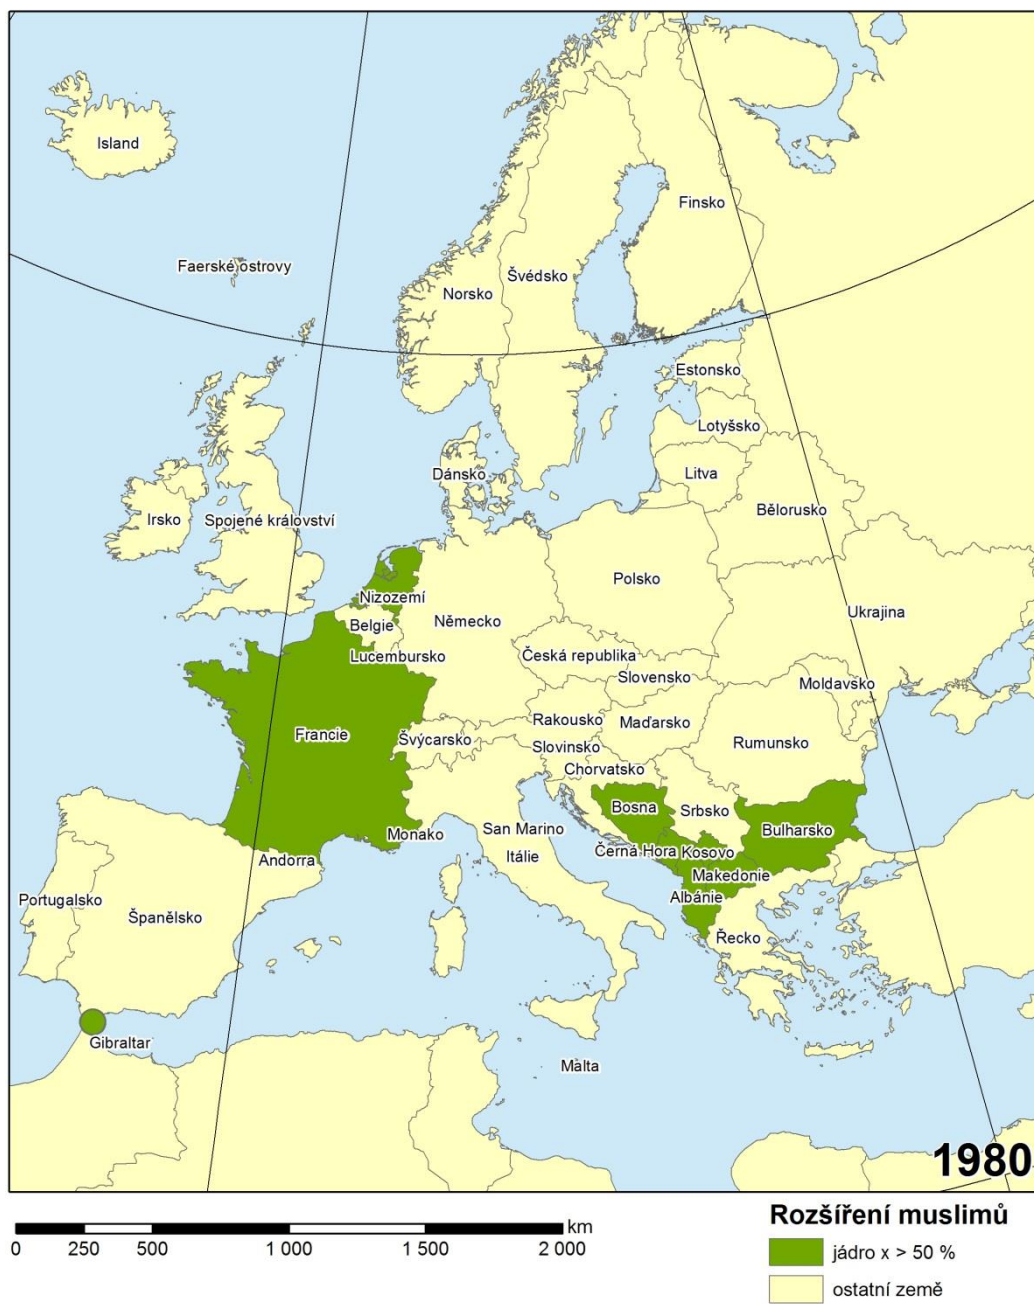 Island
Finsko
Faerské ostrovy
Švédsko
Norsko
Estonsko
Lotyšsko
Dánsko
Litva
Bělorusko
Irsko
Spojené království
Polsko
Nizozemí
Ukrajina
Belgie
Německo
Lucembursko
Česká republika
Slovensko
Moldavsko
Rakousko
Maďarsko
Francie
Švýcarsko
Slovinsko
Rumunsko
Chorvatsko
Bosna
Srbsko
Monako
San Marino
Bulharsko
Itálie
Černá Hora
Kosovo
Andorra
Makedonie
Albánie
Portugalsko
Španělsko
Řecko
Gibraltar
Malta
1980
km
0 250 500 1 000 1 500 2 000
Rozšíření muslimů
jádro x > 50 %
ostatní země